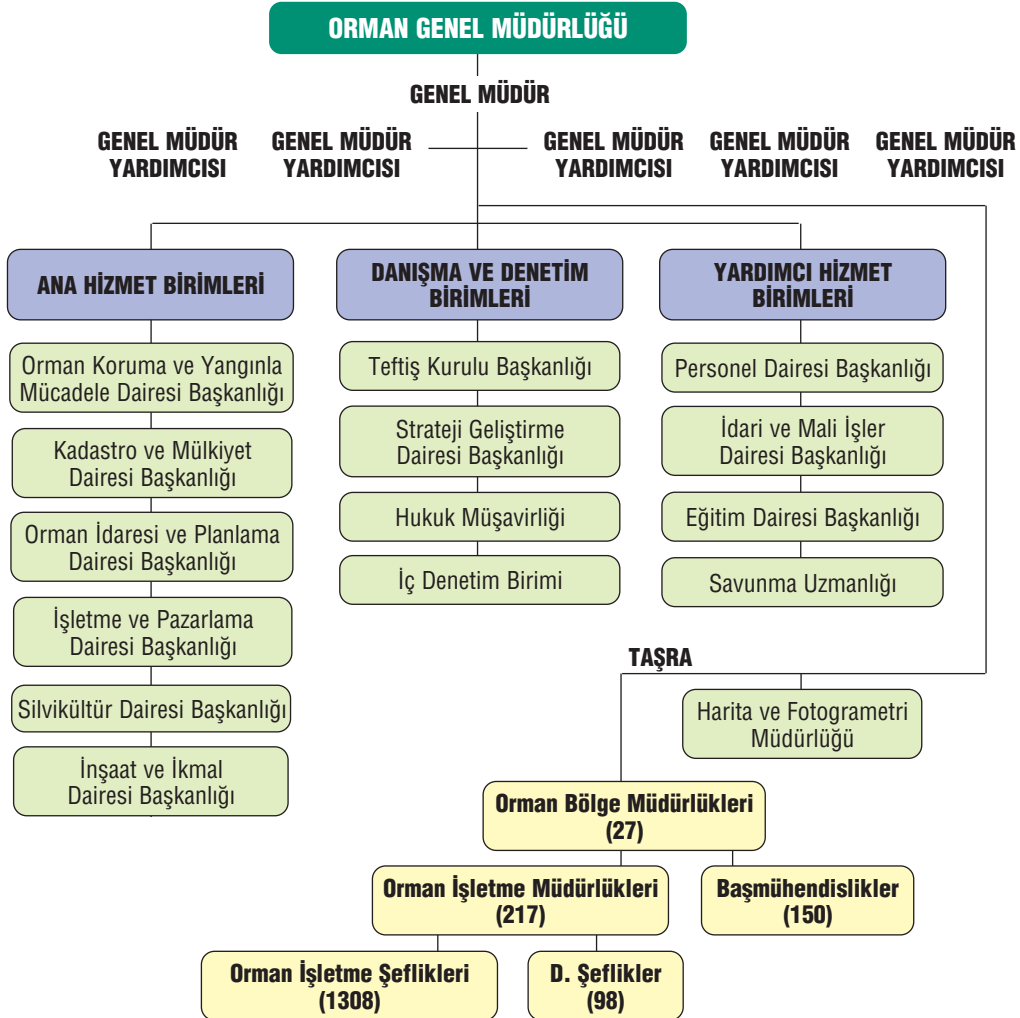 ORMAN GENEL MÜDÜRLÜĞÜ
GENEL MÜDÜR
GENEL MÜDÜR
YARDIMCISI
GENEL MÜDÜR
YARDIMCISI
GENEL MÜDÜR
YARDIMCISI
GENEL MÜDÜR
YARDIMCISI
GENEL MÜDÜR
YARDIMCISI
ANA HİZMET BİRİMLERİ
Orman Koruma ve Yangınla
Mücadele Dairesi Başkanlığı
Kadastro ve Mülkiyet
Dairesi Başkanlığı
Orman İdaresi ve Planlama
Dairesi Başkanlığı
İşletme ve Pazarlama
Dairesi Başkanlığı
Silvikültür Dairesi Başkanlığı
İnşaat ve İkmal
Dairesi Başkanlığı
DANIŞMA VE DENETİM
BİRİMLERİ
Teftiş Kurulu Başkanlığı
Strateji Geliştirme
Dairesi Başkanlığı
Hukuk Müşavirliği
İç Denetim Birimi
YARDIMCI HİZMET
BİRİMLERİ
Personel Dairesi Başkanlığı
İdari ve Mali İşler
Dairesi Başkanlığı
Eğitim Dairesi Başkanlığı
Savunma Uzmanlığı
TAŞRA
Harita ve Fotogrametri
Müdürlüğü
Orman Bölge Müdürlükleri
(27)
Orman İşletme Müdürlükleri
(217)
Başmühendislikler
(150)
Orman İşletme Şeflikleri
(1308)
D. Şeflikler
(98)